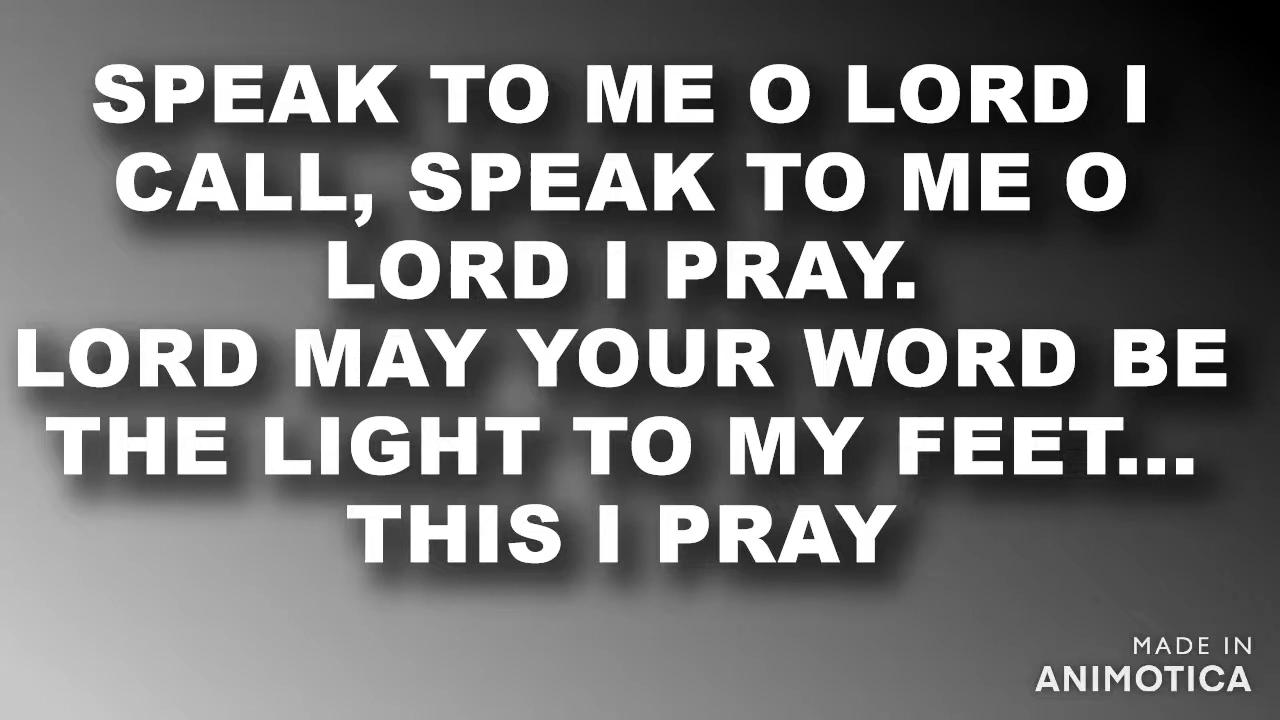 SPEAK TO ME O LORD I
CALL, SPEAK TO ME O
LORD I PRAY.
LORD MAY YOUR WORD BE
THE LIGHT TO MY FEET...
THIS I PRAY
MADE IN
ANIMOTICA